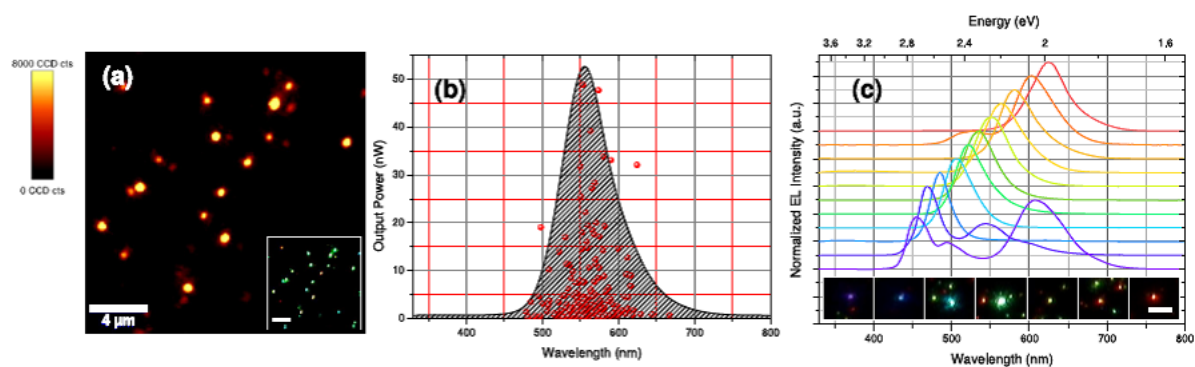 8000 CCD cts
0 CCD cts
(a)
4 µm
(b)
Output Power (nW)
50
40
30
20
10
0
400 500 600 700 800
Wavelength (nm)
Energy (eV)
3.6 3.2 2.8 2.4 2 1.6
(c)
Normalized EL Intensity (a.u.)
400 500 600 700 800
Wavelength (nm)